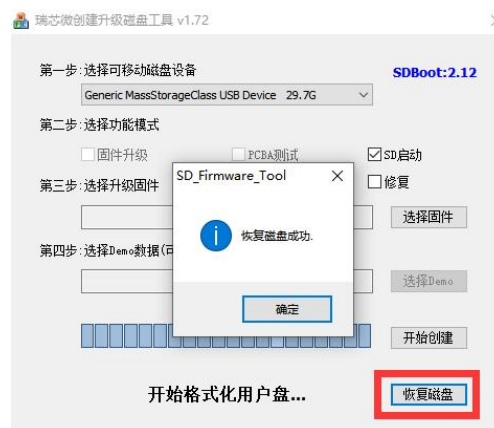 瑞芯微创建升级磁盘工具 v1.72
第一步:选择可移动磁盘设备
SDBoot:2.12
Generic MassStorageClass USB Device 29.7G
第二步:选择功能模式
固件升级
PCBA测试
SD启动
SD_Firmware_Tool
第三步:选择升级固件
修复
恢复磁盘成功.
选择固件
第四步:选择Demo数据(可
选择Demo
确定
开始创建
开始格式化用户盘...
恢复磁盘